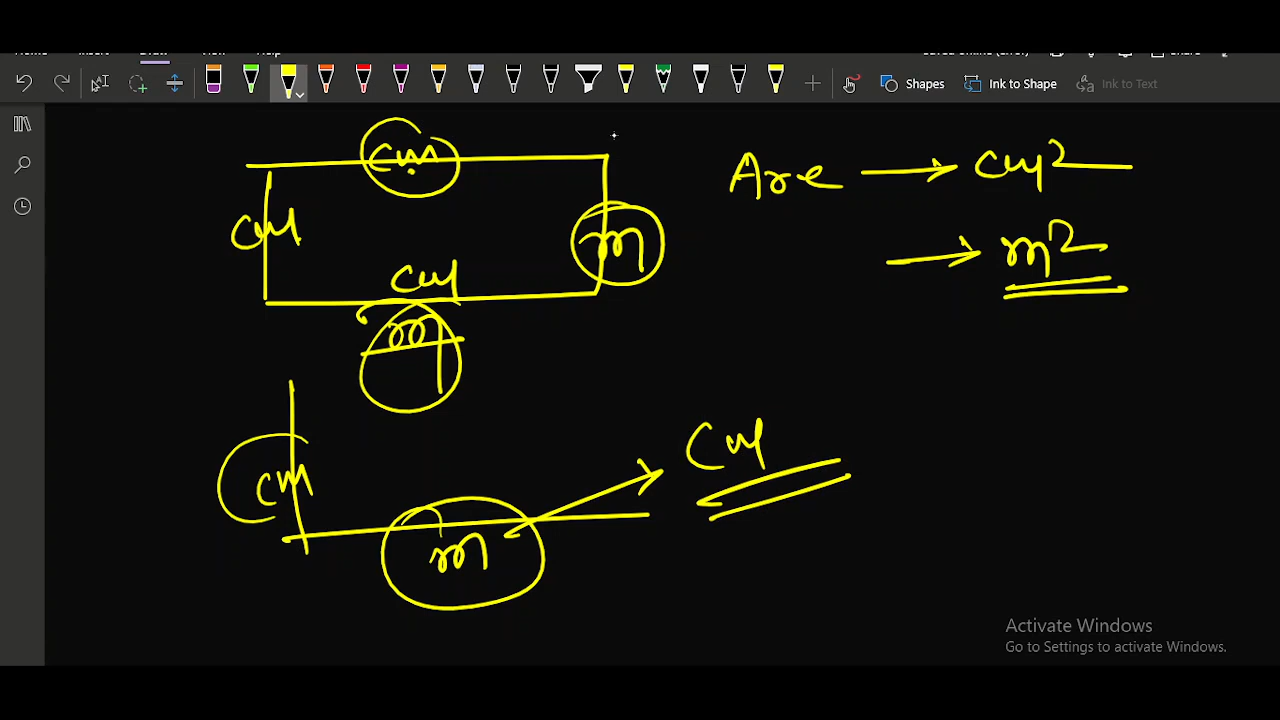 Shapes
Ink to Shape
Ink to Text
cm
Are → cm2
cm
m
→ m2
cm
m
cm
cm
m
Activate Windows
Go to Settings to activate Windows.